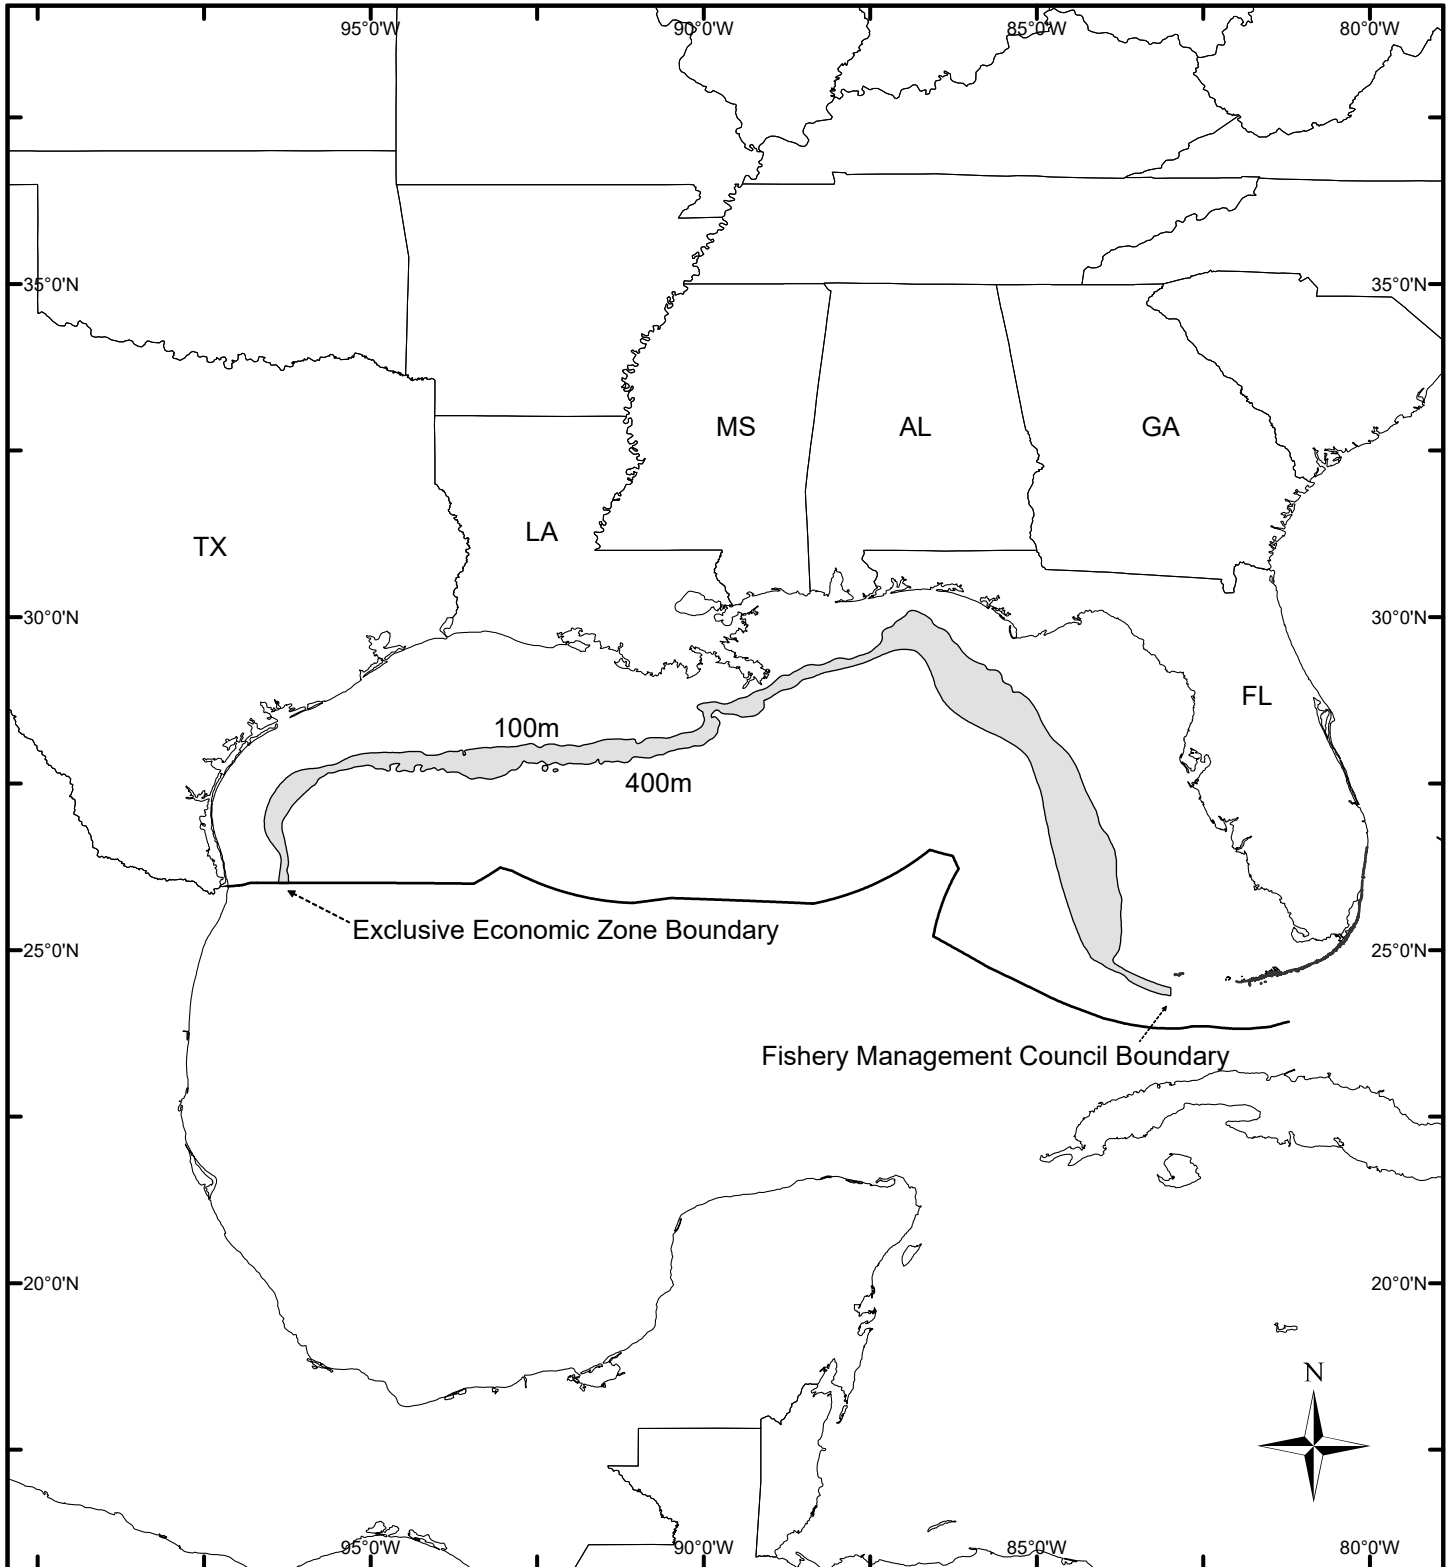 95°0'W 90°0'W 85°0'W 80°0'W
35°0'N 35°0'N
MS AL GA
LA
TX
30°0'N 30°0'N
FL
100m
400m
Exclusive Economic Zone Boundary
25°0'N 25°0'N
Fishery Management Council Boundary
20°0'N 20°0'N
N
95°0'W 90°0'W 85°0'W 80°0'W